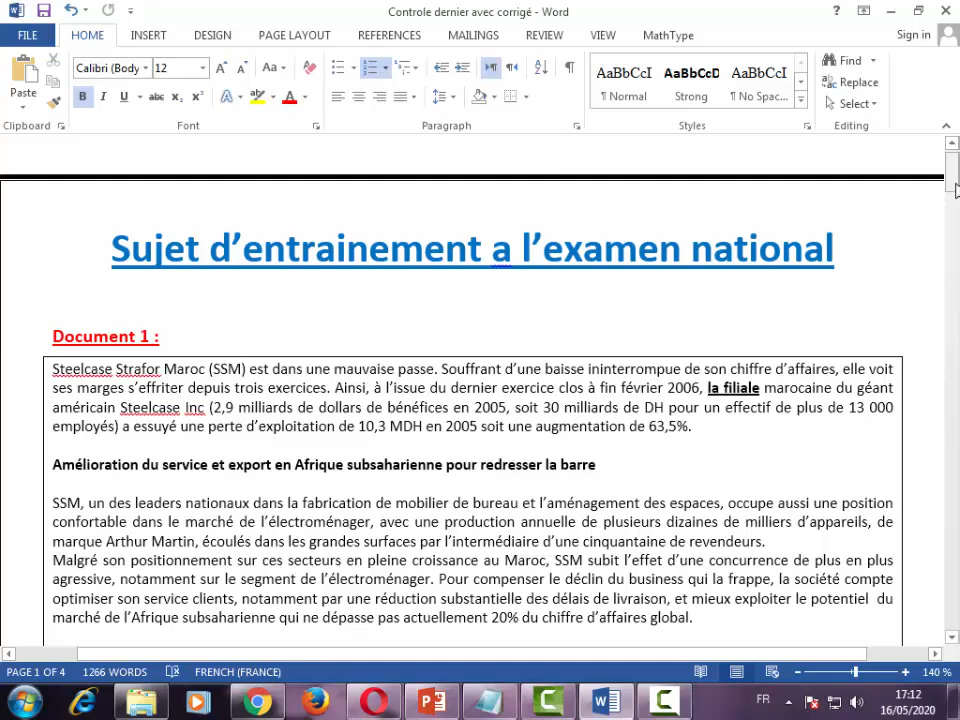 Controle dernier avec corrigé - Word
FILE HOME INSERT DESIGN PAGE LAYOUT REFERENCES MAILINGS REVIEW VIEW MathType Sign in
Calibri (Body 12 Aa
AaBbCcI AaBbCcD AaBbCcI
Find
Replace
Select
Paste
B I U abc x₂ x² A aby A
¶ Normal Strong ¶ No Spac...
Clipboard Font Paragraph Styles Editing
Sujet d’entrainement a l’examen national
Document 1 :
Steelcase Strafor Maroc (SSM) est dans une mauvaise passe. Souffrant d’une baisse ininterrompue de son chiffre d’affaires, elle voit
ses marges s’effriter depuis trois exercices. Ainsi, à l’issue du dernier exercice clos à fin février 2006, la filiale marocaine du géant
américain Steelcase Inc (2,9 milliards de dollars de bénéfices en 2005, soit 30 milliards de DH pour un effectif de plus de 13 000
employés) a essuyé une perte d’exploitation de 10,3 MDH en 2005 soit une augmentation de 63,5%.
Amélioration du service et export en Afrique subsaharienne pour redresser la barre
SSM, un des leaders nationaux dans la fabrication de mobilier de bureau et l’aménagement des espaces, occupe aussi une position
confortable dans le marché de l’électroménager, avec une production annuelle de plusieurs dizaines de milliers d’appareils, de
marque Arthur Martin, écoulés dans les grandes surfaces par l’intermédiaire d’une cinquantaine de revendeurs.
Malgré son positionnement sur ces secteurs en pleine croissance au Maroc, SSM subit l’effet d’une concurrence de plus en plus
agressive, notamment sur le segment de l’électroménager. Pour compenser le déclin du business qui la frappe, la société compte
optimiser son service clients, notamment par une réduction substantielle des délais de livraison, et mieux exploiter le potentiel du
marché de l’Afrique subsaharienne qui ne dépasse pas actuellement 20% du chiffre d’affaires global.
PAGE 1 OF 4 1266 WORDS FRENCH (FRANCE) 140 %
FR 17:12
16/05/2020